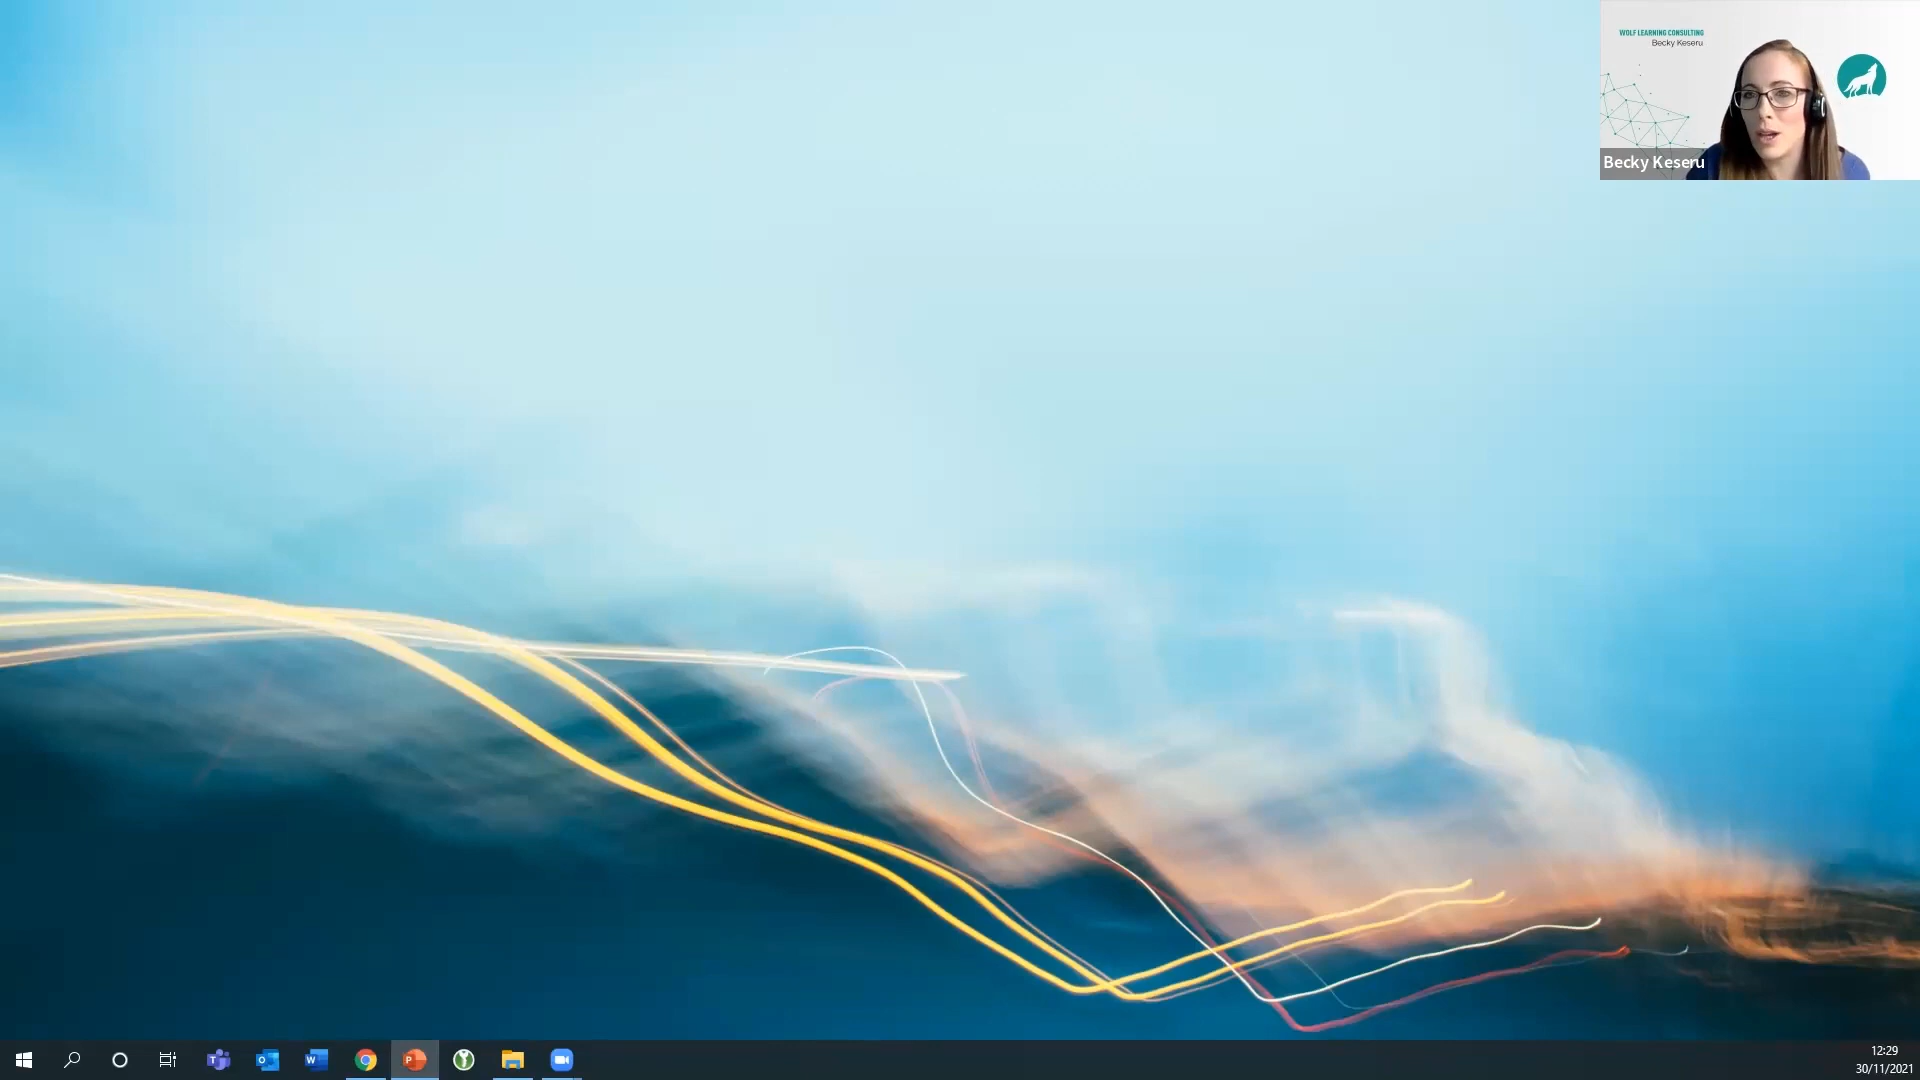 WOLF LEARNING CONSULTING
Becky Keseru
Becky Keseru
12:29
30/11/2021